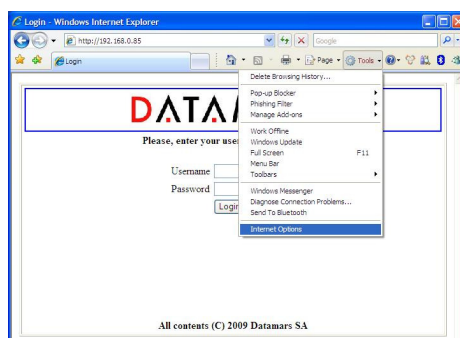 Login - Windows Internet Explorer
http://192.168.0.85
Google
Login
Page
Tools
Delete Browsing History...
Pop-up Blocker
Phishing Filter
Manage Add-ons
Work Offline
Windows Update
Full Screen F11
Menu Bar
Toolbars
Windows Messenger
Diagnose Connection Problems...
Send To Bluetooth
Internet Options
Please, enter your
Username
Password
Login
All contents (C) 2009 Datamars SA